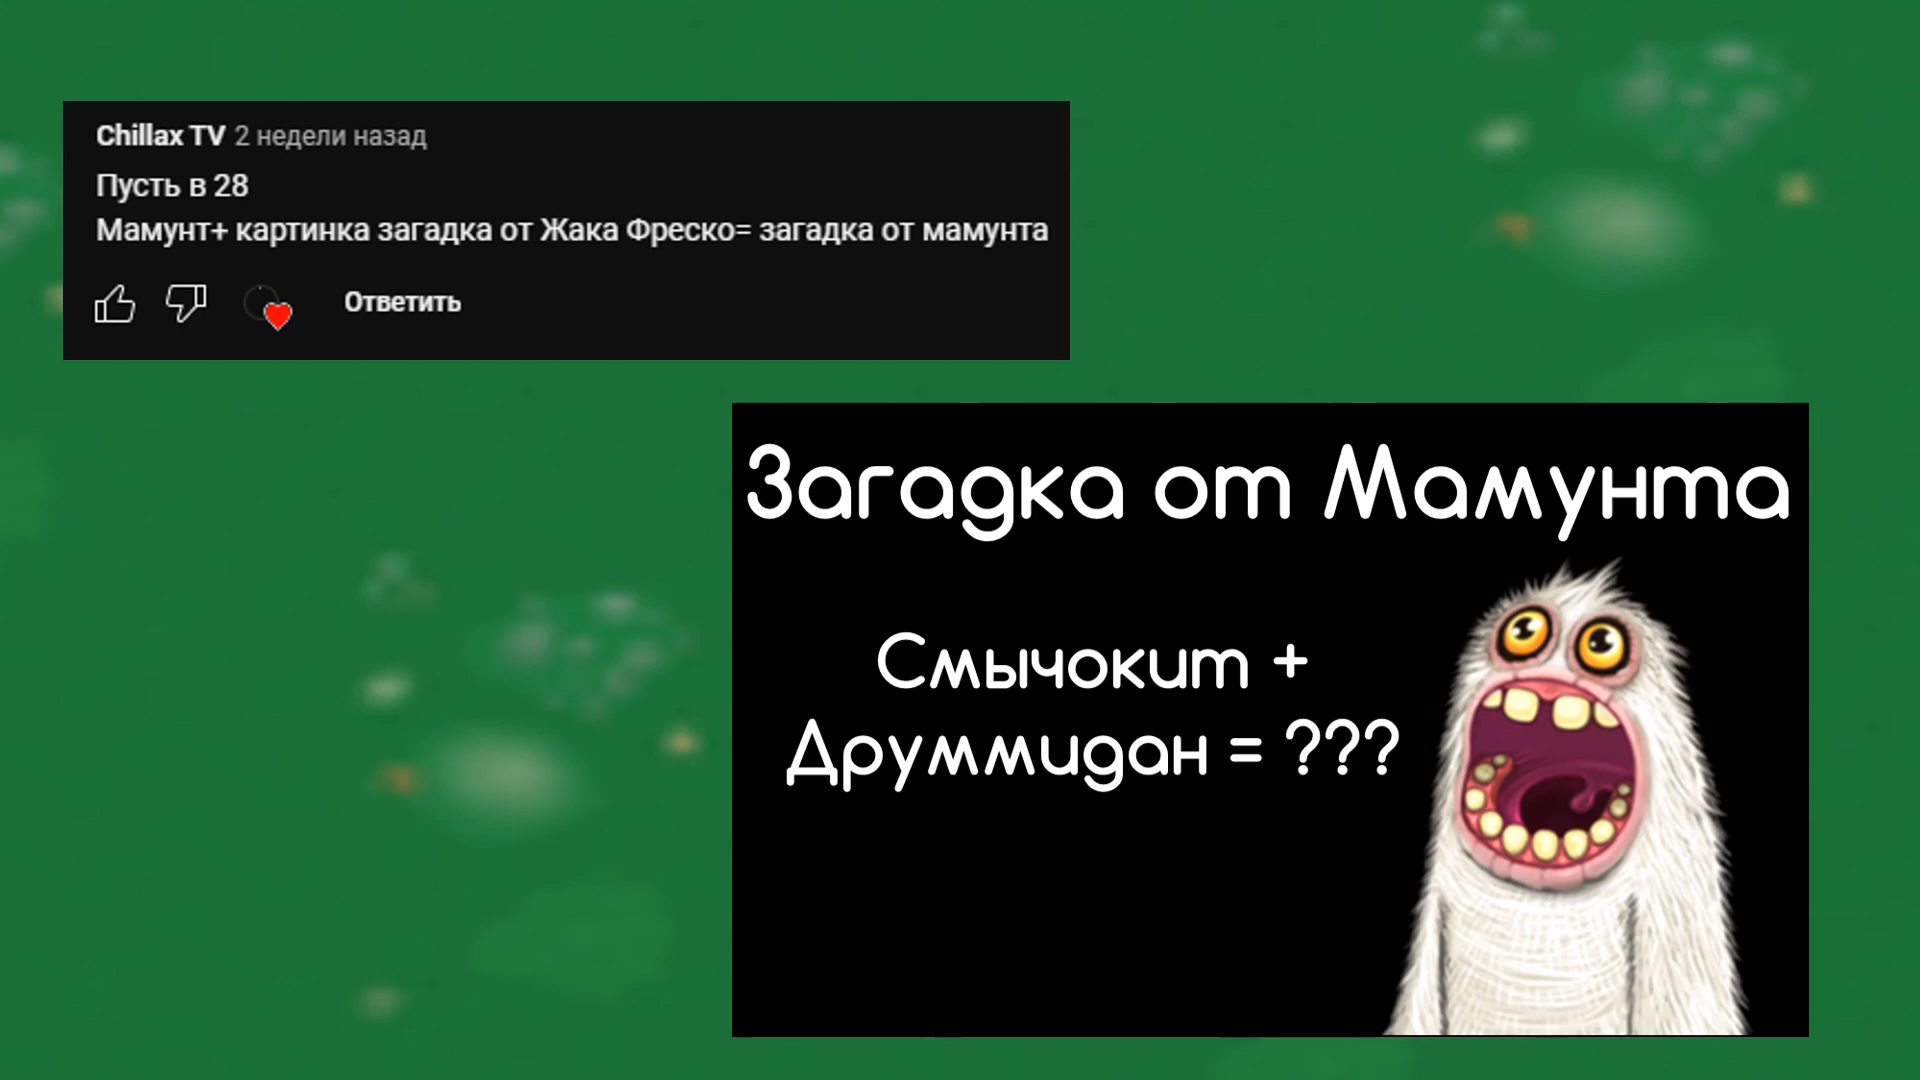 Chillax TV 2 недели назад
Пусть в 28
Мамунт+ картинка загадка от Жака Фреско= загадка от мамунта
Ответить
Загадка от Мамунта
Смычокит +
Друммидан = ???